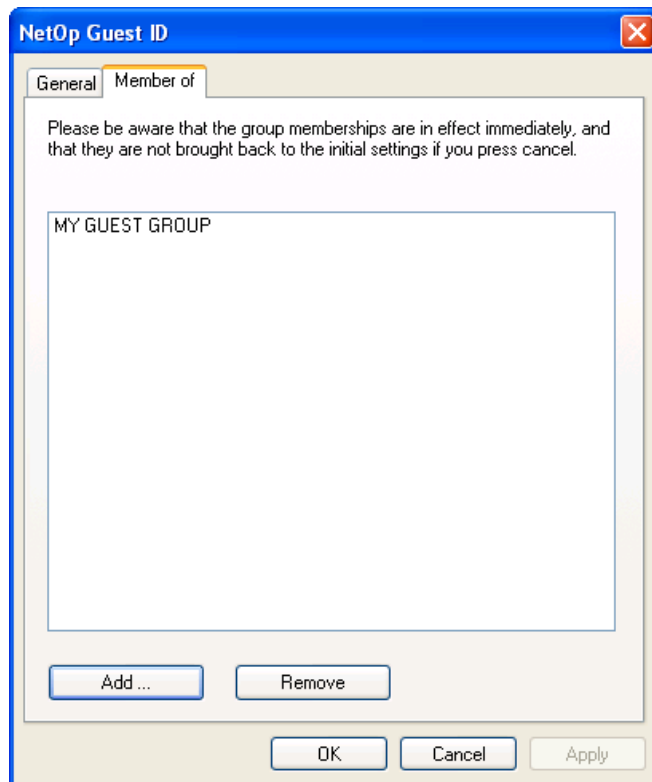 NetOp Guest ID
General
Member of
Please be aware that the group memberships are in effect immediately, and
that they are not brought back to the initial settings if you press cancel.
MY GUEST GROUP
Add ...
Remove
OK
Cancel
Apply